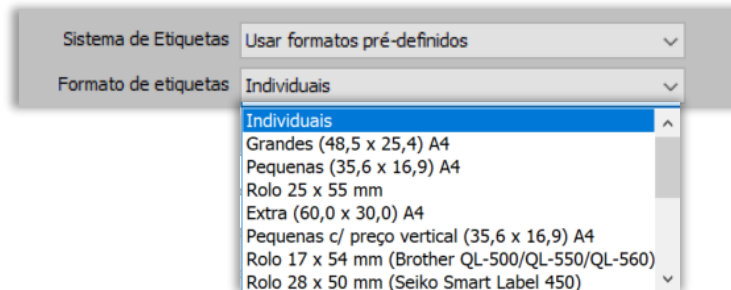 Sistema de Etiquetas Usar formatos pré-definidos
Formato de etiquetas Individuais
Individuais
Grandes (48,5 x 25,4) A4
Pequenas (35,6 x 16,9) A4
Rolo 25 x 55 mm
Extra (60,0 x 30,0) A4
Pequenas c/ preço vertical (35,6 x 16,9) A4
Rolo 17 x 54 mm (Brother QL-500/QL-550/QL-560)
Rolo 28 x 50 mm (Seiko Smart Label 450)